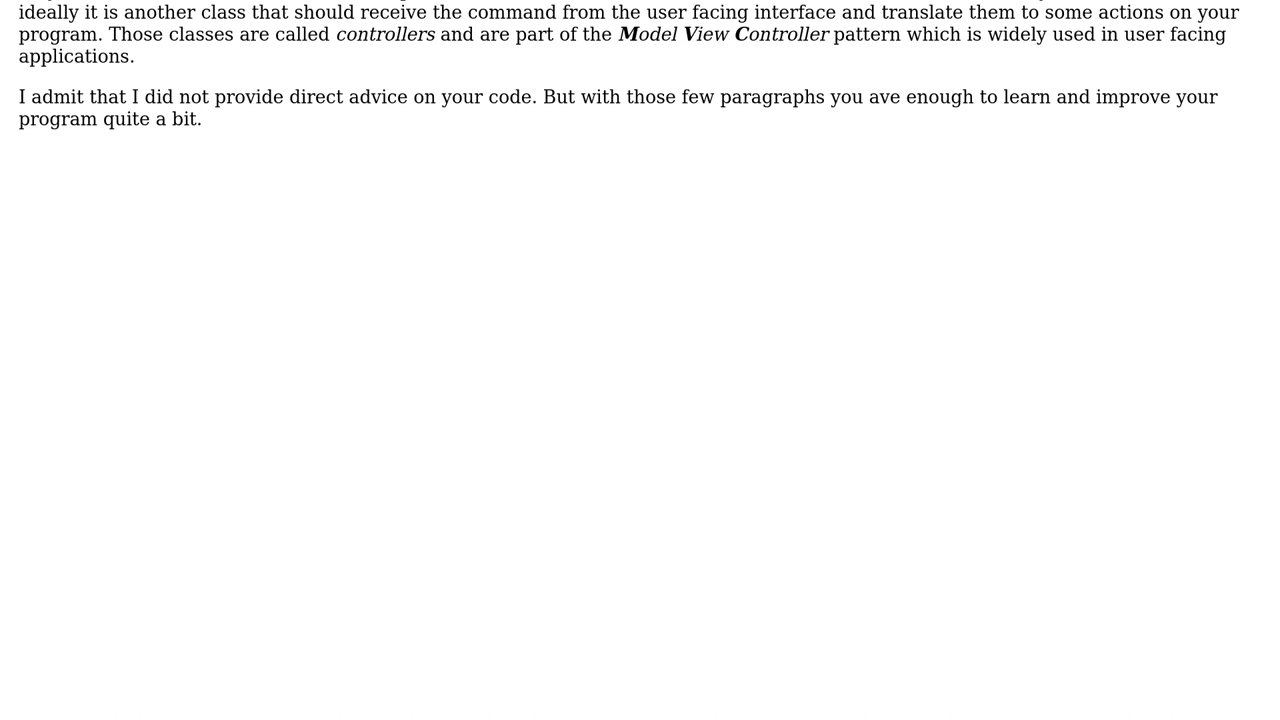 ideally it is another class that should receive the command from the user facing interface and translate them to some actions on your
program. Those classes are called controllers and are part of the Model View Controller pattern which is widely used in user facing
applications.
I admit that I did not provide direct advice on your code. But with those few paragraphs you ave enough to learn and improve your
program quite a bit.